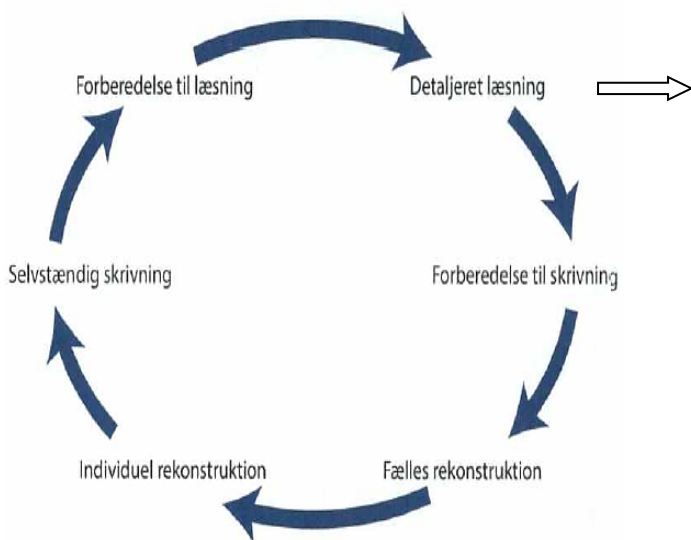 Forberedelse til læsning
Detaljeret læsning
Forberedelse til skrivning
Fælles rekonstruktion
Individuel rekonstruktion
Selvstændig skrivning